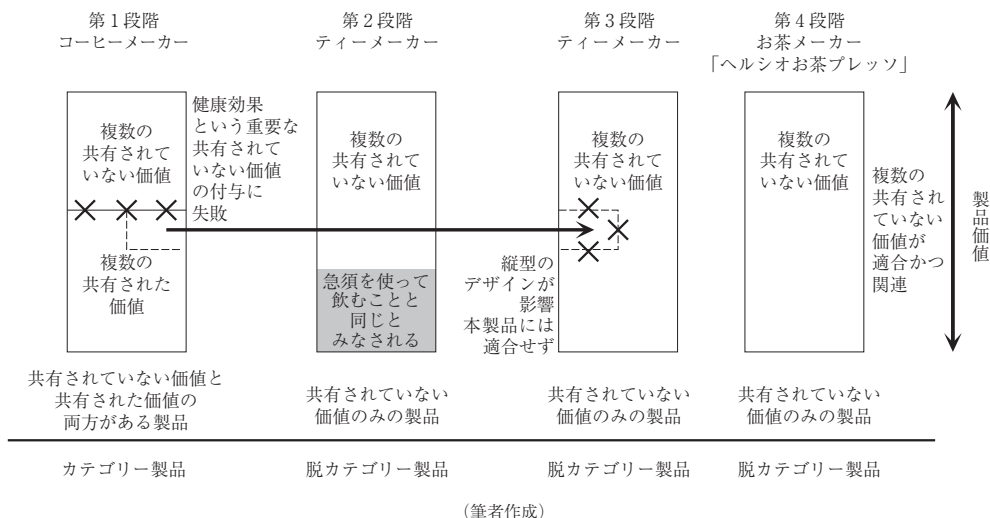 第１段階
コーヒーメーカー
第２段階
ティーメーカー
第３段階
ティーメーカー
第４段階
お茶メーカー
「ヘルシオお茶プレッソ」
複数の
共有されて
いない価値
健康効果
という重要な
共有されて
いない価値
の付与に
失敗
複数の
共有された
価値
複数の
共有されて
いない価値
急須を使って
飲むことと
同じと
みなされる
複数の
共有されて
いない価値
縦型の
デザインが
影響
本製品には
適合せず
複数の
共有されて
いない価値
複数の
共有され
ていない
価値が
適合かつ
関連
製品価値
共有されていない価値と
共有された価値の
両方がある製品
共有されていない
価値のみの製品
共有されていない
価値のみの製品
共有されていない
価値のみの製品
カテゴリー製品
脱カテゴリー製品
脱カテゴリー製品
脱カテゴリー製品
（筆者作成）